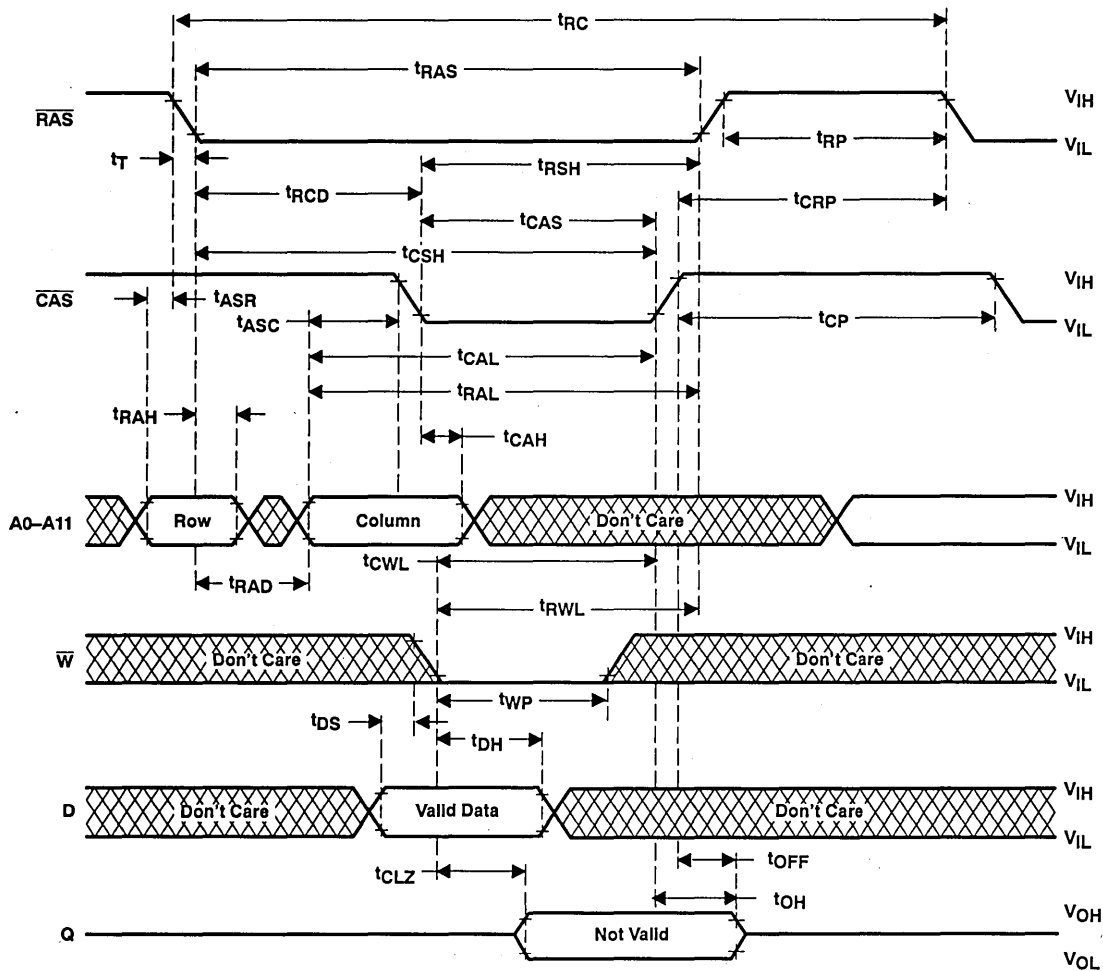 tRC
tRAS
RAS
VIH
VIL
tRP
tT
tRSH
tRCD
tCRP
tCAS
tCSH
CAS
VIH
VIL
tASR
tASC
tCP
tCAL
tRAL
tRAH
tCAH
A0–A11
Row
Column
Don't Care
VIH
VIL
tCWL
tRAD
tRWL
W
Don't Care
Don't Care
VIH
VIL
tWP
tDS
tDH
D
Don't Care
Valid Data
Don't Care
VIH
VIL
tCLZ
tOFF
tOH
Q
Not Valid
VOH
VOL